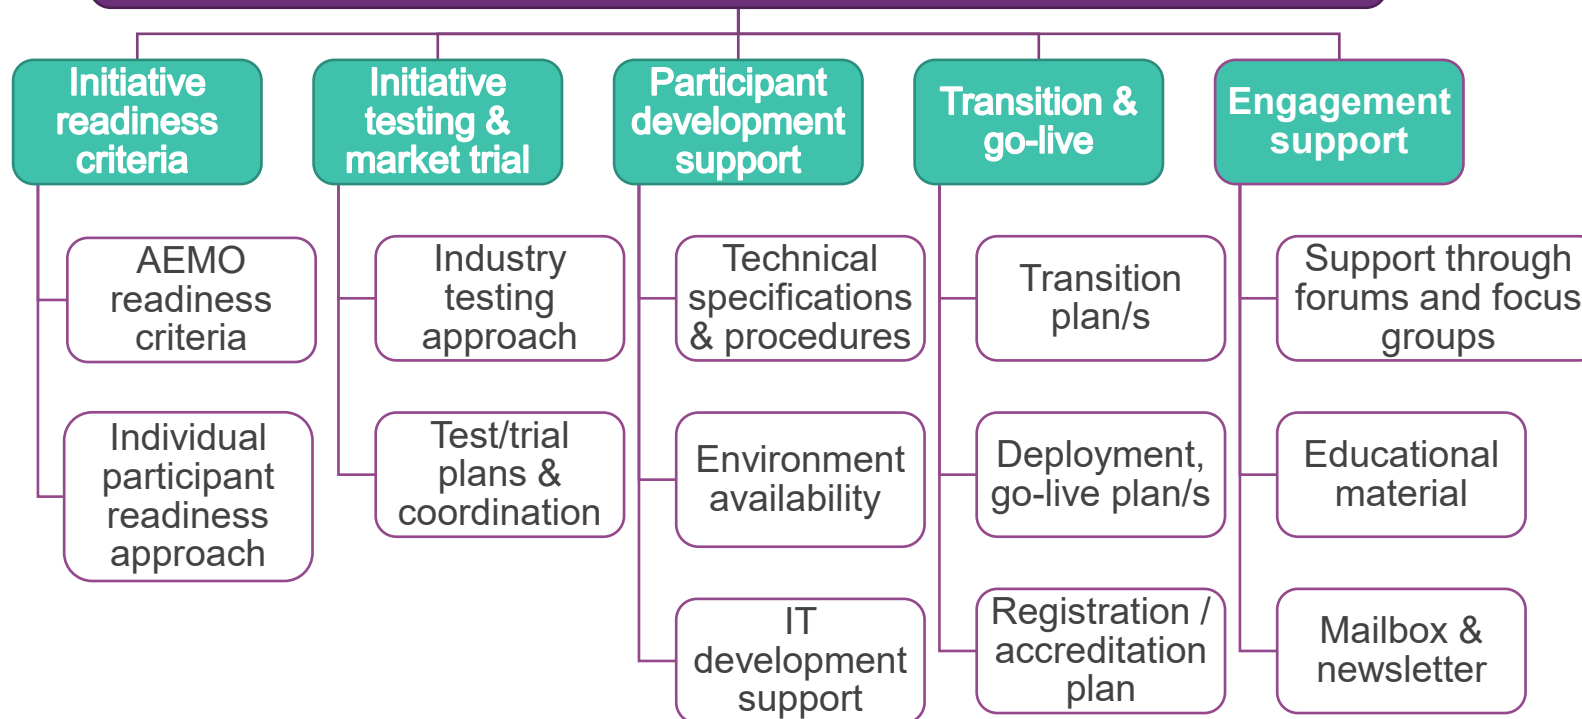 Initiative
readiness
criteria
Initiative
testing &
market trial
Participant
development
support
Transition &
go-live
Engagement
support
AEMO
readiness
criteria
Individual
participant
readiness
approach
Industry
testing
approach
Test/trial
plans &
coordination
Technical
specifications
& procedures
Environment
availability
IT
development
support
Transition
plan/s
Deployment,
go-live plan/s
Registration /
accreditation
plan
Support through
forums and focus
groups
Educational
material
Mailbox &
newsletter